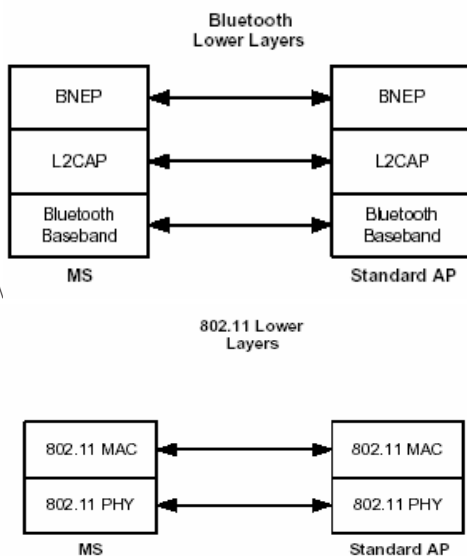 Bluetooth
Lower Layers
BNEP
BNEP
L2CAP
L2CAP
Bluetooth
Baseband
Bluetooth
Baseband
MS
Standard AP
802.11 Lower
Layers
802.11 MAC
802.11 MAC
802.11 PHY
802.11 PHY
MS
Standard AP